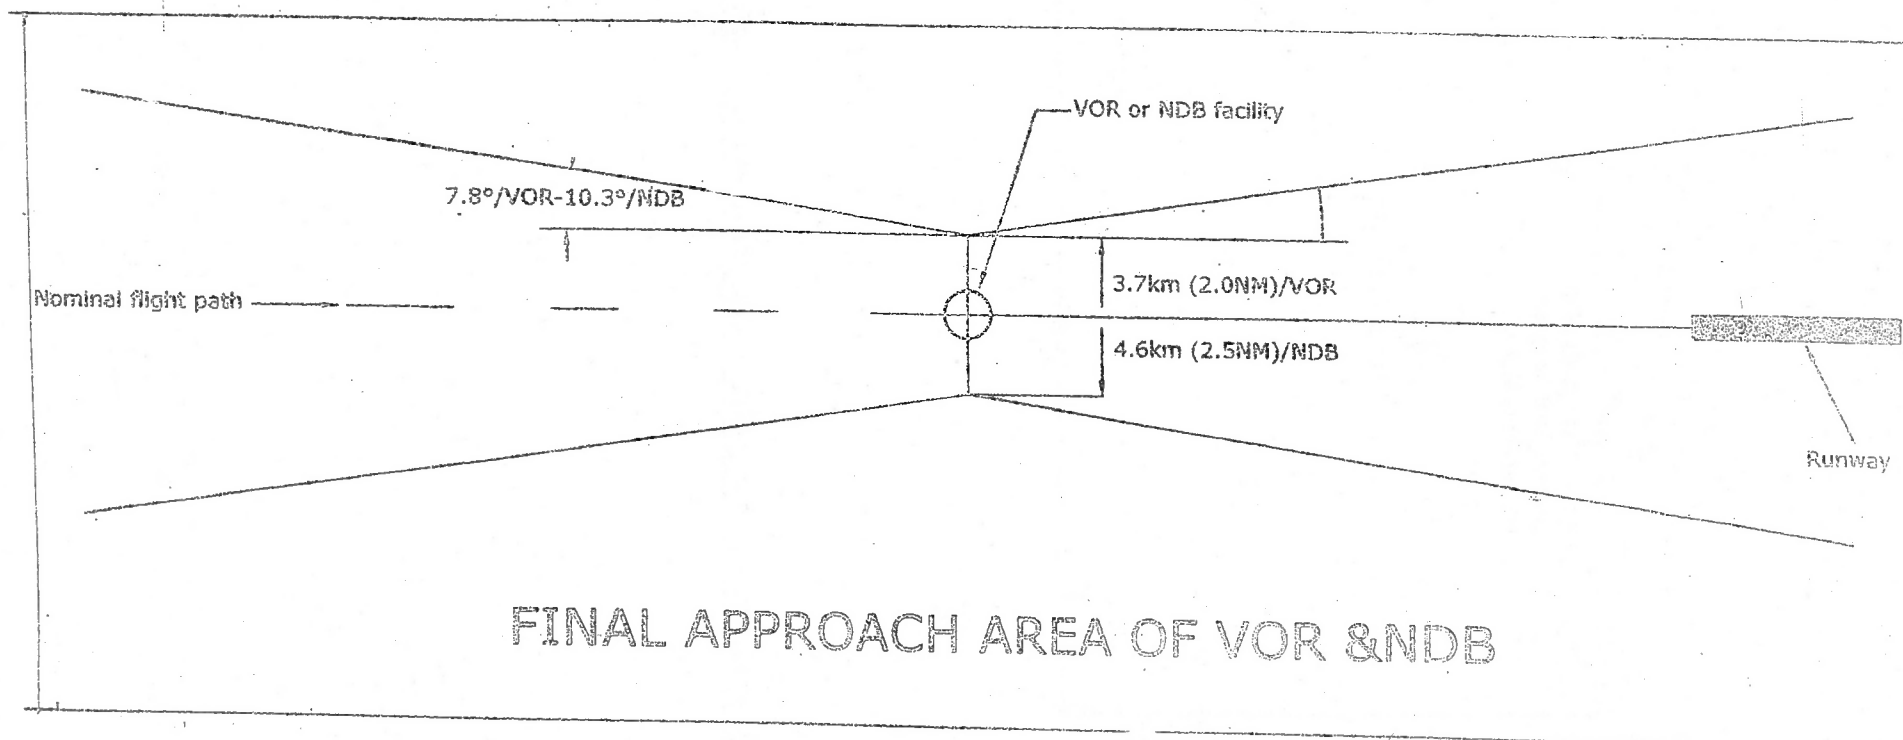 VOR or NDB facility
7.8°/VOR-10.3°/NDB
3.7km (2.0NM)/VOR
Nominal flight path
4.6km (2.5NM)/NDB
Runway
FINAL APPROACH AREA OF VOR &NDB